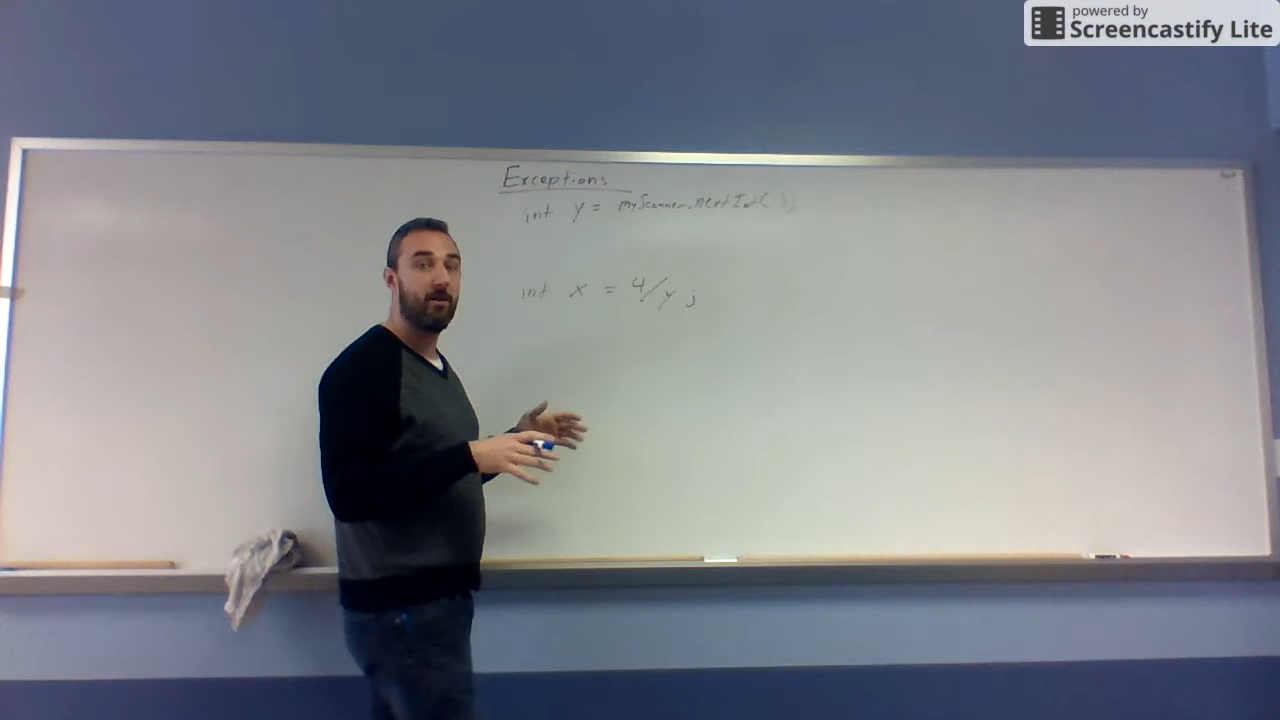 powered by
Screencastify Lite
Exceptions
int y = myScanner.nextInt( );
int x = 4/y ;